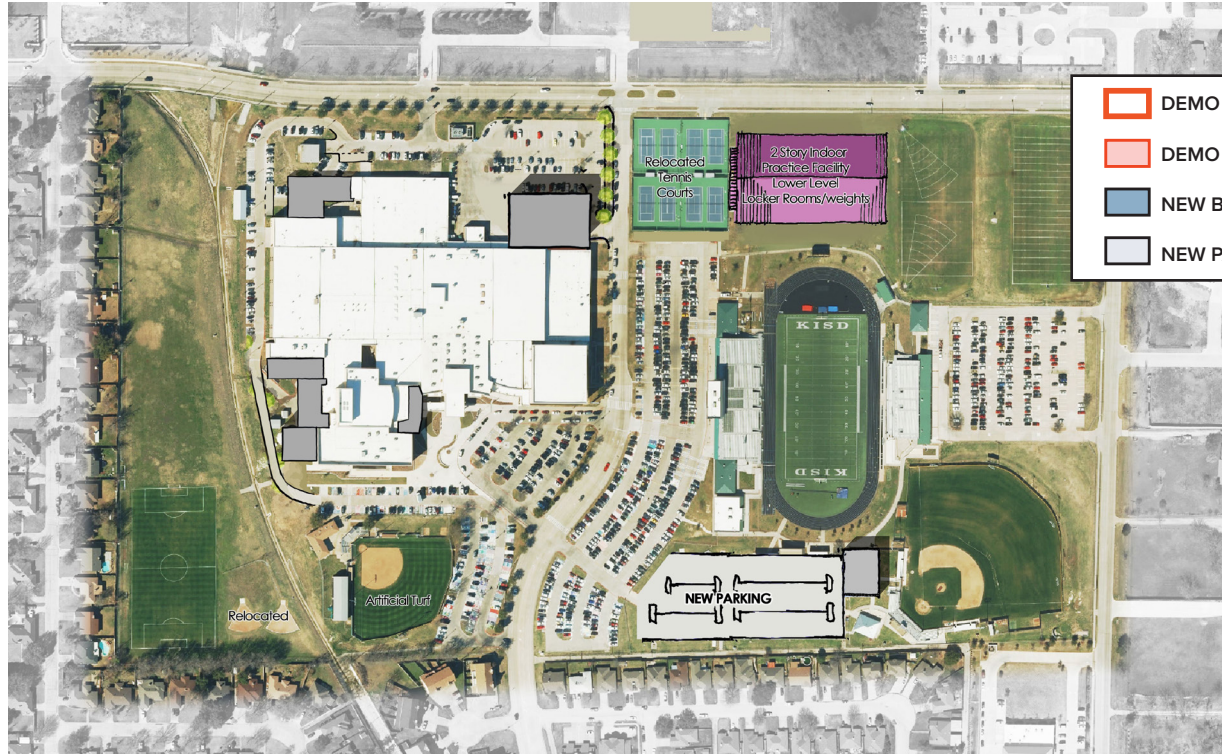 DEMO
DEMO
NEW B
NEW P
2 Story Indoor
Practice Facility
Lower Level
Locker Rooms/weights
Relocated
Tennis
Courts
KISD
KISD
NEW PARKING
Artificial Turf
Relocated